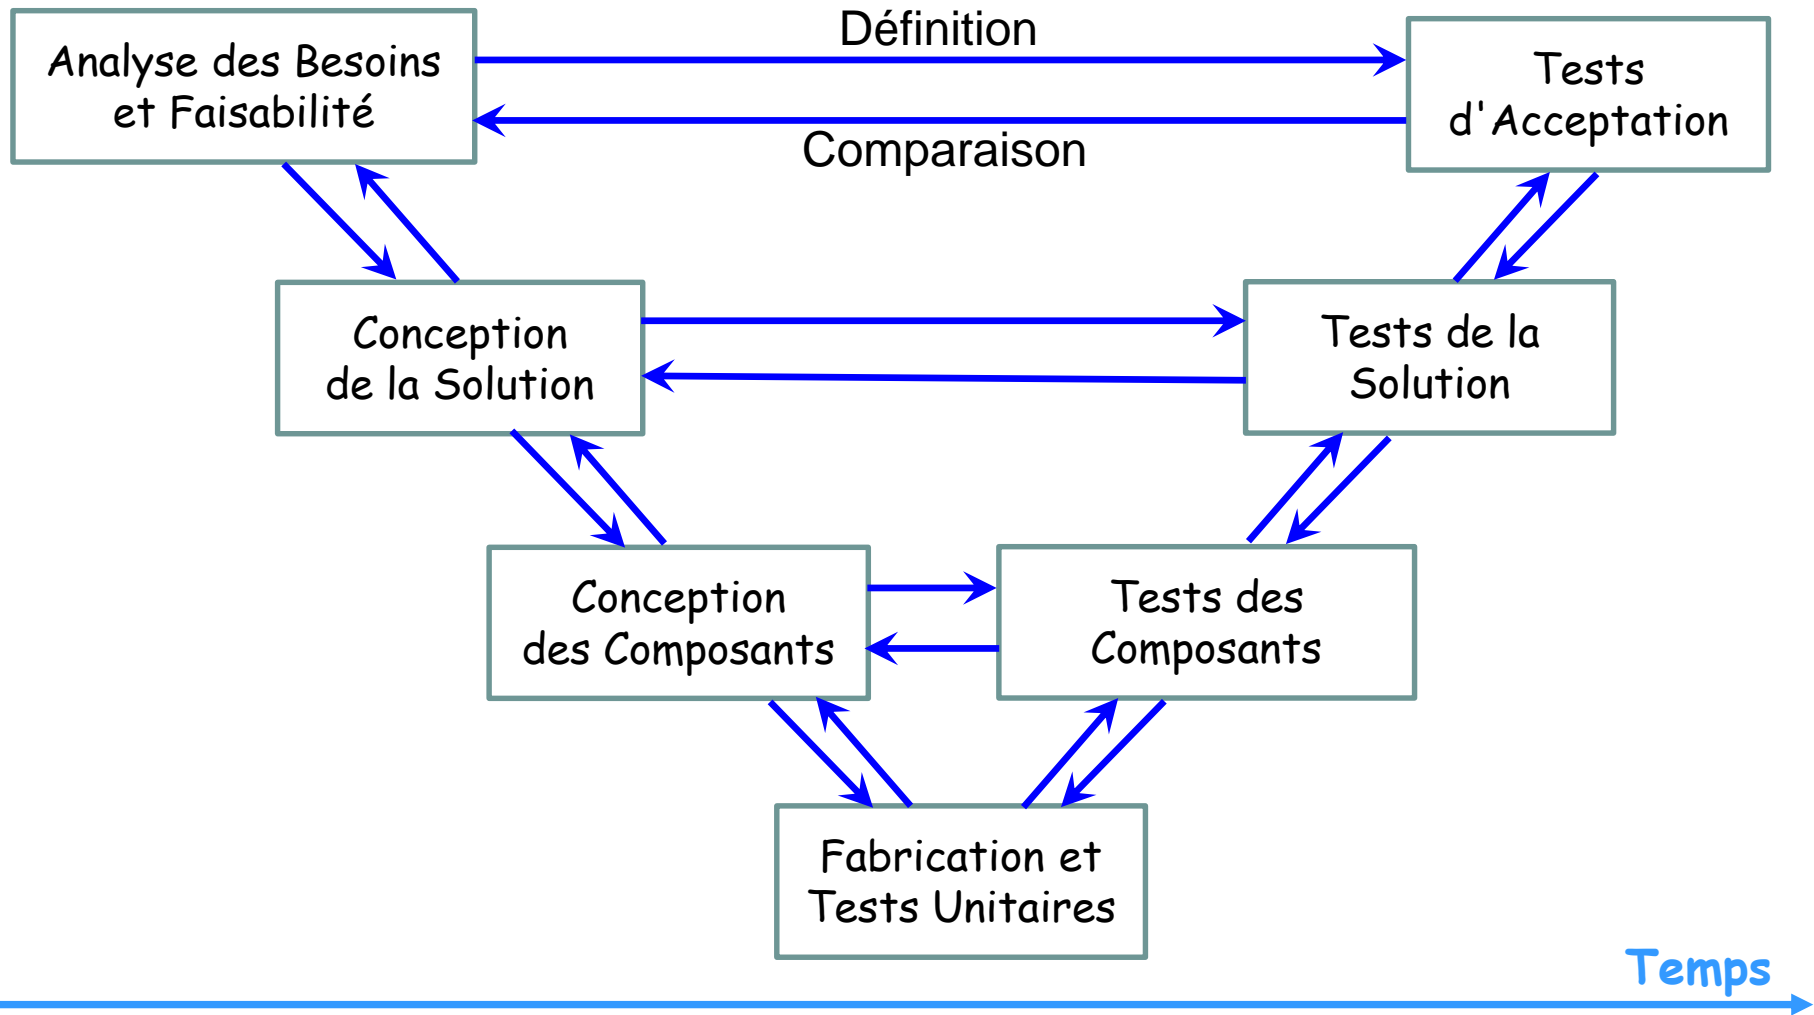 Définition
Analyse des Besoins
et Faisabilité
Tests
d'Acceptation
Comparaison
Conception
de la Solution
Tests de la
Solution
Conception
des Composants
Tests des
Composants
Fabrication et
Tests Unitaires
Temps